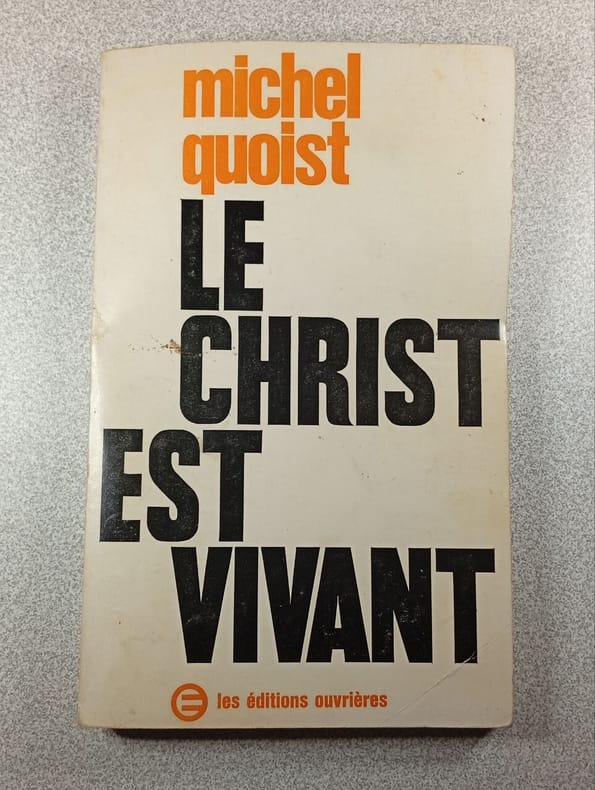 michel
quoist
LE
CHRIST
EST
VIVANT
les éditions ouvrières